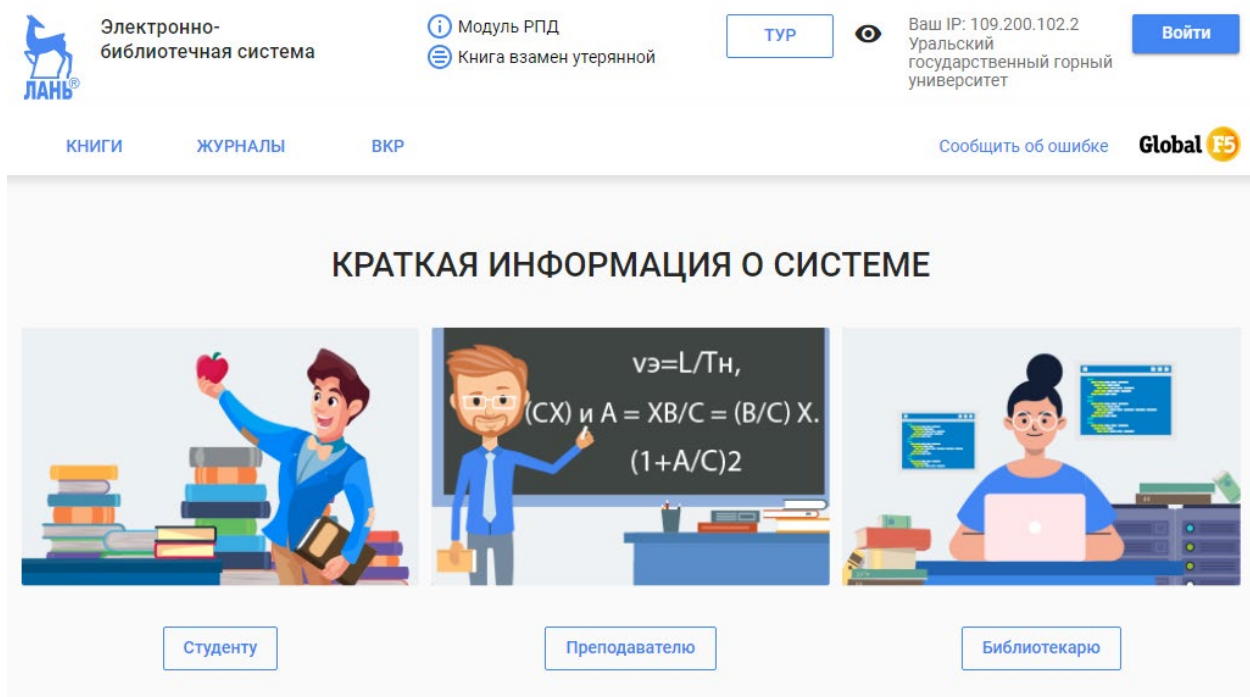 Электронно-
библиотечная система
ЛАНЬ®
Модуль РПД
Книга взамен утерянной
ТУР
Ваш IP: 109.200.102.2
Уральский
государственный горный
университет
Войти
КНИГИ
ЖУРНАЛЫ
ВКР
Сообщить об ошибке
Global F5
КРАТКАЯ ИНФОРМАЦИЯ О СИСТЕМЕ
vэ=L/Tн,
(CX) и A = XB/C = (B/C) X.
(1+A/C)2
Студенту
Преподавателю
Библиотекарю